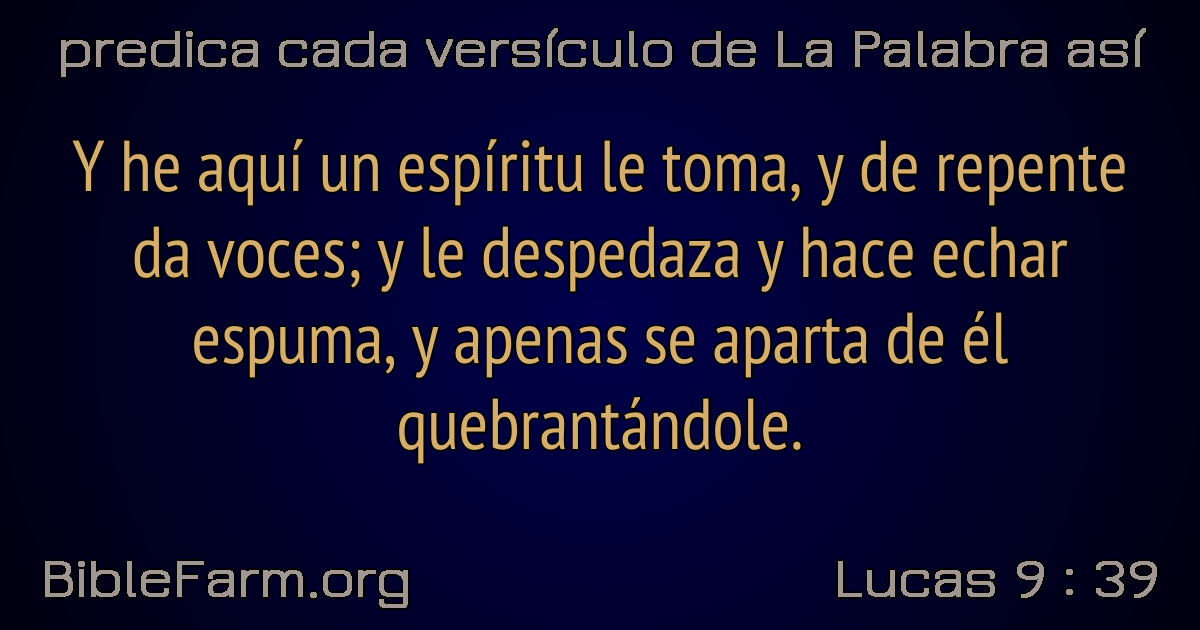 predica cada versículo de La Palabra así
Y he aquí un espíritu le toma, y de repente
da voces; y le despedaza y hace echar
espuma, y apenas se aparta de él
quebrantándole.
BibleFarm.org
Lucas 9 : 39